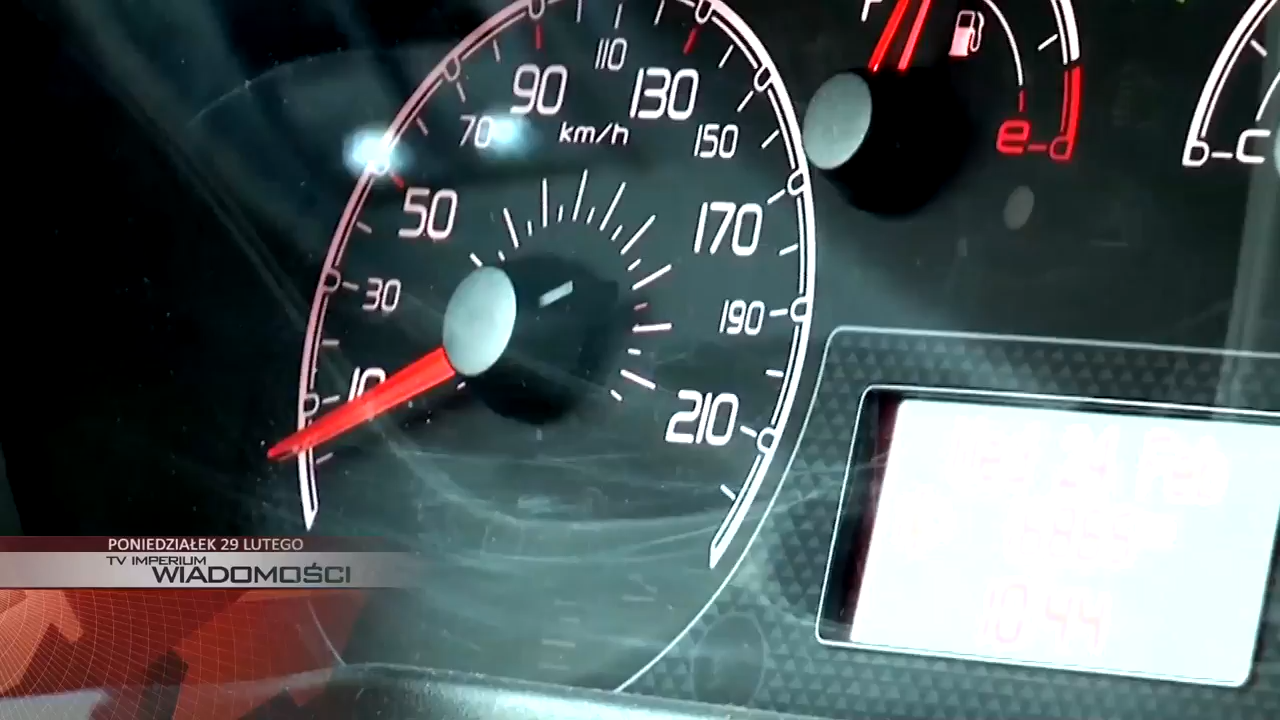 110
90
130
70
km/h
150
50
170
30
190
10
210
e
b
c
10:44
PONIEDZIAŁEK 29 LUTEGO
TV IMPERIUM
WIADOMOŚCI